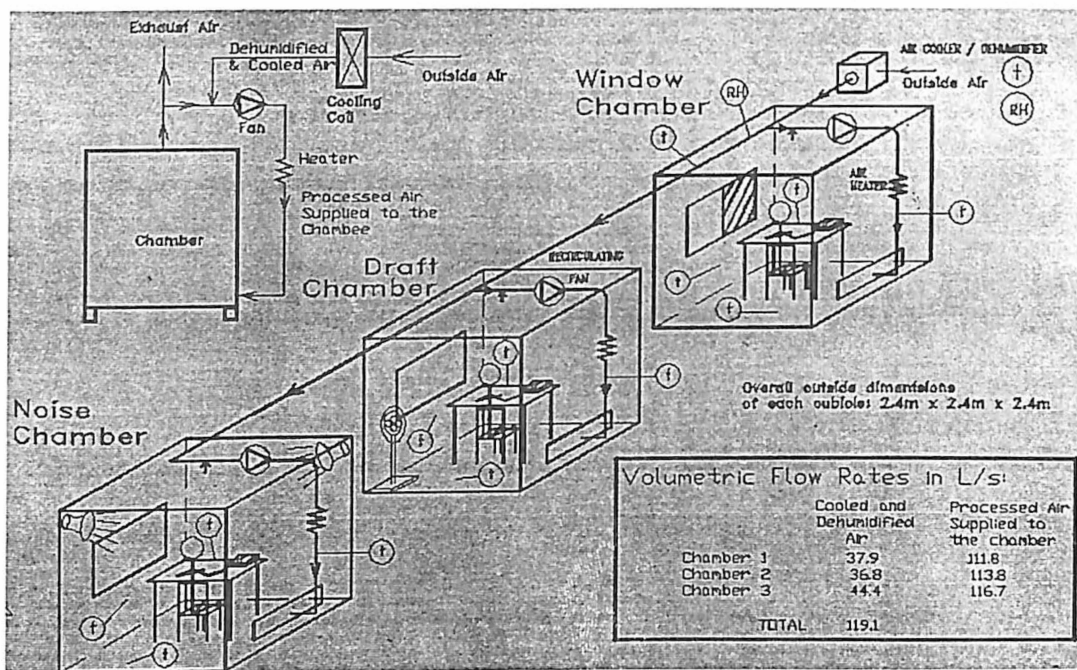 Exhaust Air
Dehumidified
& Cooled Air
Outside Air
Cooling
Coil
Fan
Heater
Processed Air
Supplied to the
Chambee
Chamber
AIR COOLER / DEHUMIFIER
Outside Air
t
RH
Window
Chamber
RH
t
AIR
HEATER
t
t
t
t
Draft
Chamber
RECIRCULATING
FAN
t
t
t
t
Overall outside dimensions
of each cubicle: 2.4m x 2.4m x 2.4m
Noise
Chamber
t
t
t
t
Volumetric Flow Rates in L/s:
Cooled and Dehumidified Air
Processed Air Supplied to the chamber
Chamber 1 37.9 111.8
Chamber 2 36.8 113.8
Chamber 3 44.4 116.7
TOTAL 119.1